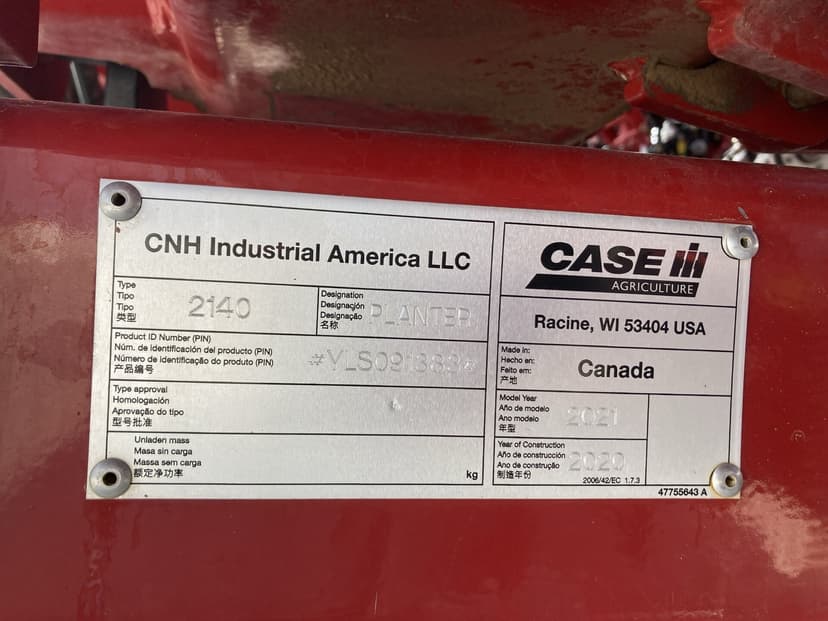 CNH Industrial America LLC
Type
Tipo
Tipo
类型
2140
Designation
Designación
Designação
名称
PLANTER
Product ID Number (PIN)
Núm. de identificación del producto (PIN)
Número de identificação do produto (PIN)
产品编号
#YLS091383#
Type approval
Homologación
Aprovação do tipo
型号批准
Unladen mass
Masa sin carga
Massa sem carga
额定净功率
kg
CASE IH
AGRICULTURE
Racine, WI 53404 USA
Made in:
Hecho en:
Feito em:
产地
Canada
Model Year
Año de modelo
Ano modelo
年型
2021
Year of Construction
Año de construcción
Ano de construção
制造年份
2020
2006/42/EC 1.7.3
47755643 A